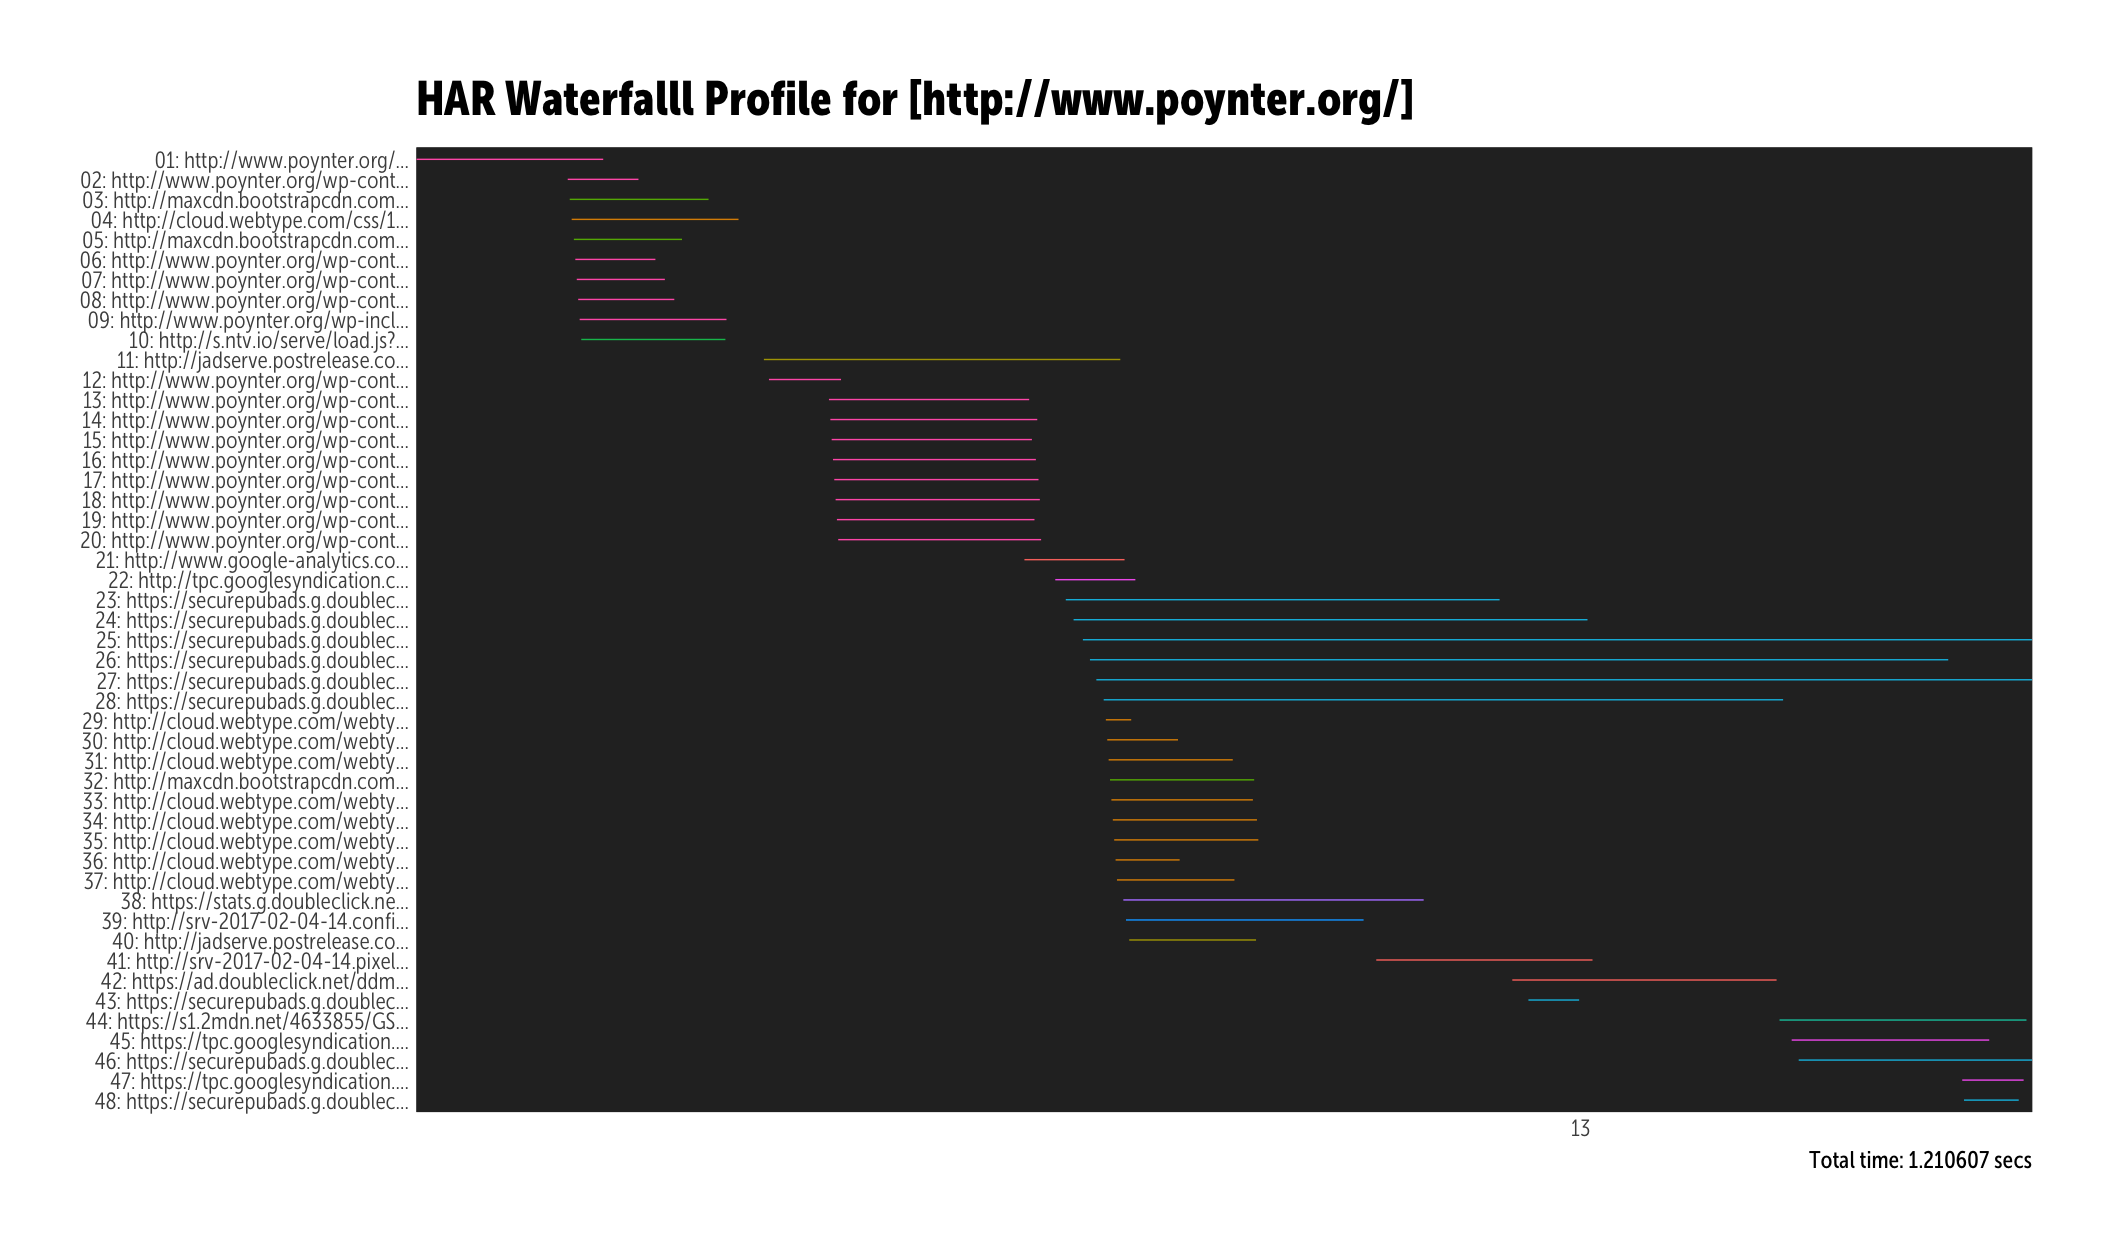 HAR Waterfalll Profile for [http://www.poynter.org/]
01: http://www.poynter.org/...
02: http://www.poynter.org/wp-cont...
03: http://maxcdn.bootstrapcdn.com...
04: http://cloud.webtype.com/css/1...
05: http://maxcdn.bootstrapcdn.com...
06: http://www.poynter.org/wp-cont...
07: http://www.poynter.org/wp-cont...
08: http://www.poynter.org/wp-cont...
09: http://www.poynter.org/wp-incl...
10: http://s.ntv.io/serve/load.js?...
11: http://jadserve.postrelease.co...
12: http://www.poynter.org/wp-cont...
13: http://www.poynter.org/wp-cont...
14: http://www.poynter.org/wp-cont...
15: http://www.poynter.org/wp-cont...
16: http://www.poynter.org/wp-cont...
17: http://www.poynter.org/wp-cont...
18: http://www.poynter.org/wp-cont...
19: http://www.poynter.org/wp-cont...
20: http://www.poynter.org/wp-cont...
21: http://www.google-analytics.co...
22: http://tpc.googlesyndication.c...
23: https://securepubads.g.doublec...
24: https://securepubads.g.doublec...
25: https://securepubads.g.doublec...
26: https://securepubads.g.doublec...
27: https://securepubads.g.doublec...
28: https://securepubads.g.doublec...
29: http://cloud.webtype.com/webty...
30: http://cloud.webtype.com/webty...
31: http://cloud.webtype.com/webty...
32: http://maxcdn.bootstrapcdn.com...
33: http://cloud.webtype.com/webty...
34: http://cloud.webtype.com/webty...
35: http://cloud.webtype.com/webty...
36: http://cloud.webtype.com/webty...
37: http://cloud.webtype.com/webty...
38: https://stats.g.doubleclick.ne...
39: http://srv-2017-02-04-14.confi...
40: http://jadserve.postrelease.co...
41: http://srv-2017-02-04-14.pixel...
42: https://ad.doubleclick.net/ddm...
43: https://securepubads.g.doublec...
44: https://s1.2mdn.net/4633855/GS...
45: https://tpc.googlesyndication....
46: https://securepubads.g.doublec...
47: https://tpc.googlesyndication....
48: https://securepubads.g.doublec...
13
Total time: 1.210607 secs